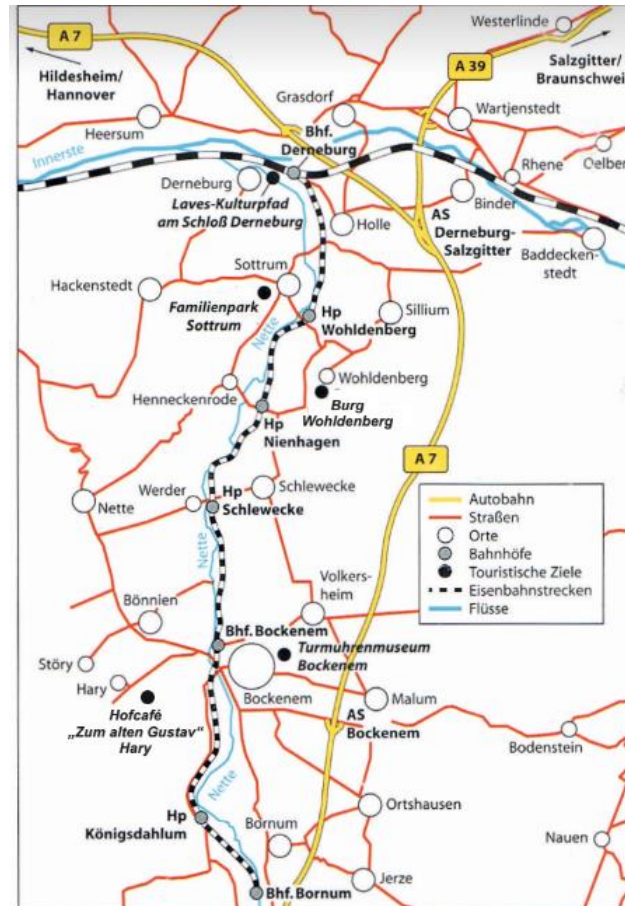 Westerlinde
A 7
Hildesheim/
Hannover
A 39
Salzgitter/
Braunschwei
Grasdorf
Wartjenstedt
Heersum
Bhf.
Derneburg
Innerste
Rhene
Oelber
Derneburg
Laves-Kulturpfad
am Schloß Derneburg
Holle
Binder
AS
Derneburg-
Salzgitter
Baddecken-
stedt
Sottrum
Hackenstedt
Familienpark
Sottrum
Nette
Hp
Wohldenberg
Sillium
Wohldenberg
Henneckenrode
Burg
Wohldenberg
Hp
Nienhagen
A 7
Schlewecke
Werder
Hp
Schlewecke
Nette
Nette
Autobahn
Straßen
Orte
Bahnhöfe
Touristische Ziele
Eisenbahnstrecken
Flüsse
Volkers-
heim
Bönnien
Bhf. Bockenem
Turmuhrenmuseum
Bockenem
Störy
Hary
Bockenem
Malum
Hofcafé
„Zum alten Gustav“
Hary
AS
Bockenem
Bodenstein
Nette
Ortshausen
Hp
Königsdahlum
Bornum
Nauen
Jerze
Bhf. Bornum